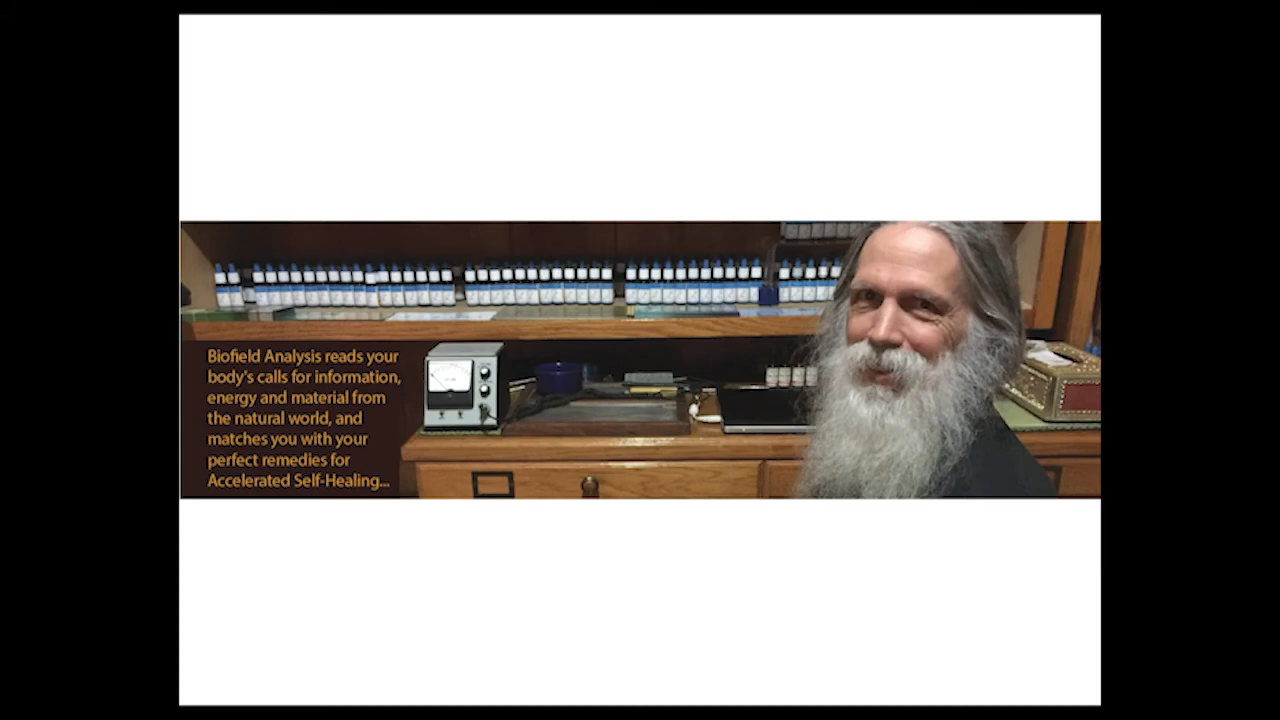 Biofield Analysis reads your
body's calls for information,
energy and material from
the natural world, and
matches you with your
perfect remedies for
Accelerated Self-Healing...